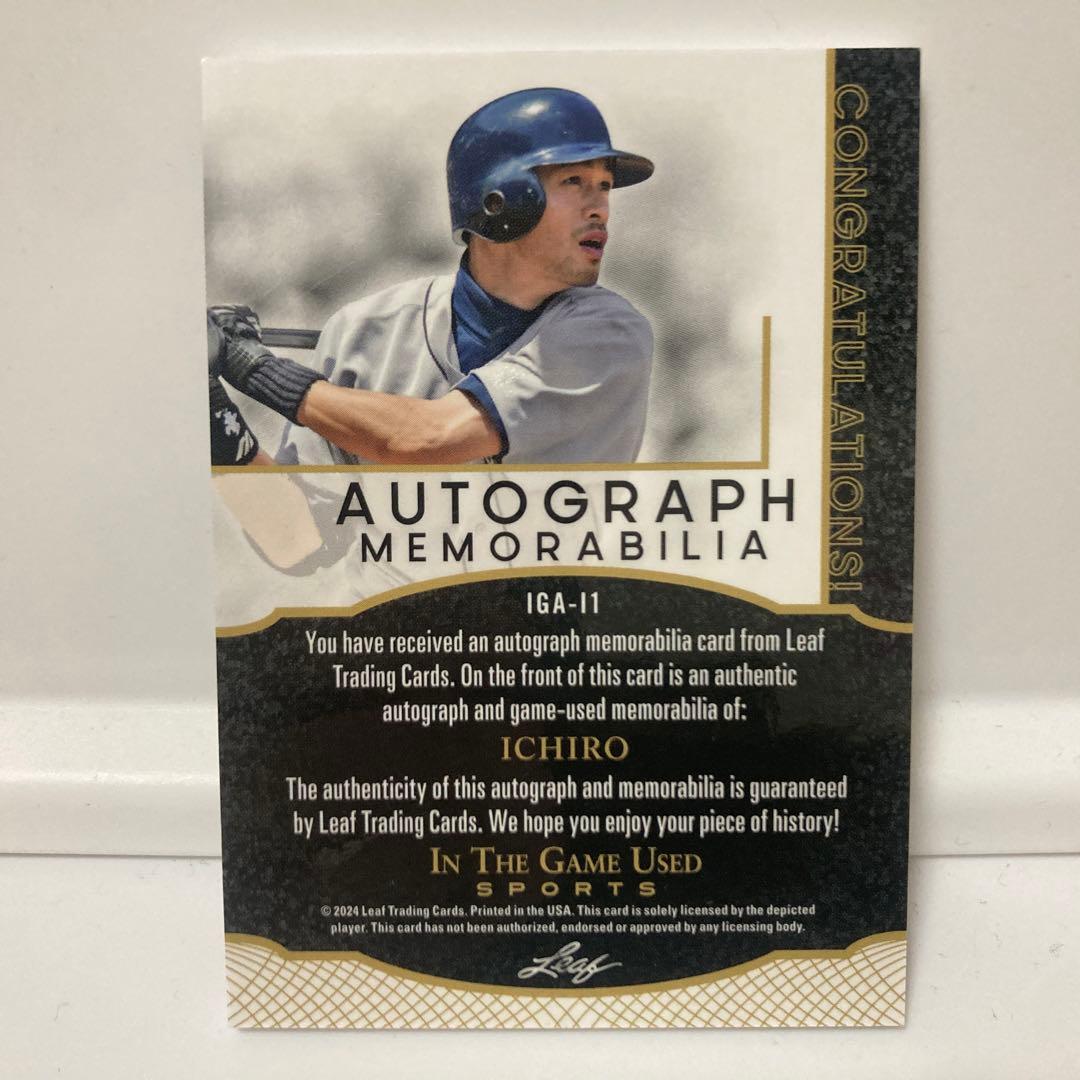 CONGRATULATIONS!
AUTOGRAPH
MEMORABILIA
IGA-I1
You have received an autograph memorabilia card from Leaf
Trading Cards. On the front of this card is an authentic
autograph and game-used memorabilia of:
ICHIRO
The authenticity of this autograph and memorabilia is guaranteed
by Leaf Trading Cards. We hope you enjoy your piece of history!
IN THE GAME USED
SPORTS
© 2024 Leaf Trading Cards. Printed in the USA. This card is solely licensed by the depicted
player. This card has not been authorized, endorsed or approved by any licensing body.
Leaf